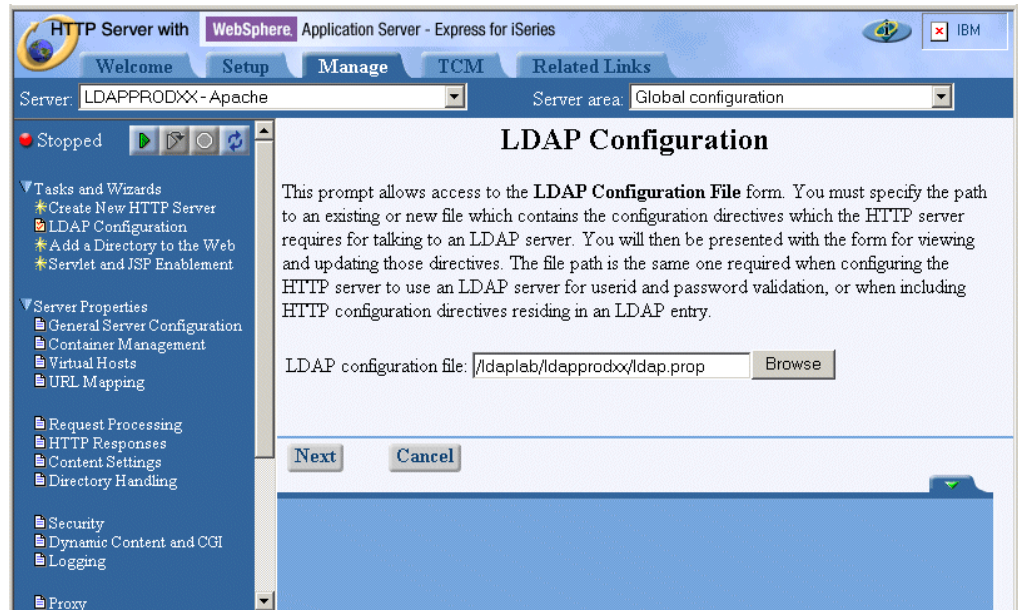 HTTP Server with WebSphere. Application Server - Express for iSeries
IBM
Welcome Setup Manage TCM Related Links
Server: LDAPPRODXX - Apache Server area: Global configuration
Stopped
Tasks and Wizards
Create New HTTP Server
LDAP Configuration
Add a Directory to the Web
Servlet and JSP Enablement
Server Properties
General Server Configuration
Container Management
Virtual Hosts
URL Mapping
Request Processing
HTTP Responses
Content Settings
Directory Handling
Security
Dynamic Content and CGI
Logging
Proxy
LDAP Configuration
This prompt allows access to the LDAP Configuration File form. You must specify the path
to an existing or new file which contains the configuration directives which the HTTP server
requires for talking to an LDAP server. You will then be presented with the form for viewing
and updating those directives. The file path is the same one required when configuring the
HTTP server to use an LDAP server for userid and password validation, or when including
HTTP configuration directives residing in an LDAP entry.
LDAP configuration file: /ldaplab/ldapprodxx/ldap.prop Browse
Next Cancel